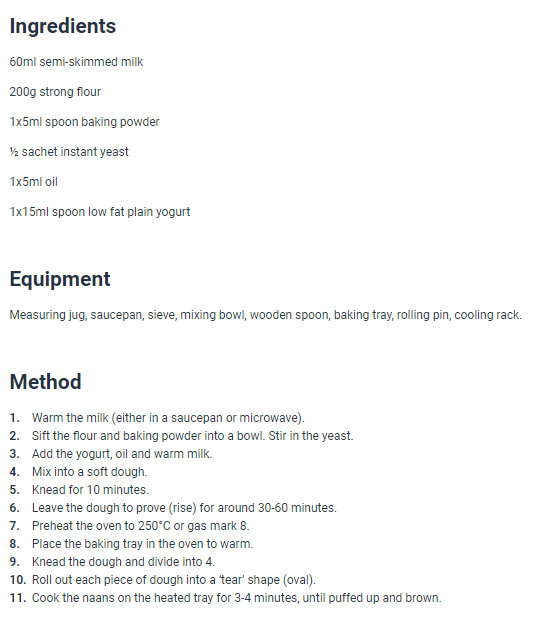 Ingredients
60ml semi-skimmed milk
200g strong flour
1x5ml spoon baking powder
½ sachet instant yeast
1x5ml oil
1x15ml spoon low fat plain yogurt
Equipment
Measuring jug, saucepan, sieve, mixing bowl, wooden spoon, baking tray, rolling pin, cooling rack.
Method
1. Warm the milk (either in a saucepan or microwave).
2. Sift the flour and baking powder into a bowl. Stir in the yeast.
3. Add the yogurt, oil and warm milk.
4. Mix into a soft dough.
5. Knead for 10 minutes.
6. Leave the dough to prove (rise) for around 30-60 minutes.
7. Preheat the oven to 250°C or gas mark 8.
8. Place the baking tray in the oven to warm.
9. Knead the dough and divide into 4.
10. Roll out each piece of dough into a ‘tear’ shape (oval).
11. Cook the naans on the heated tray for 3-4 minutes, until puffed up and brown.